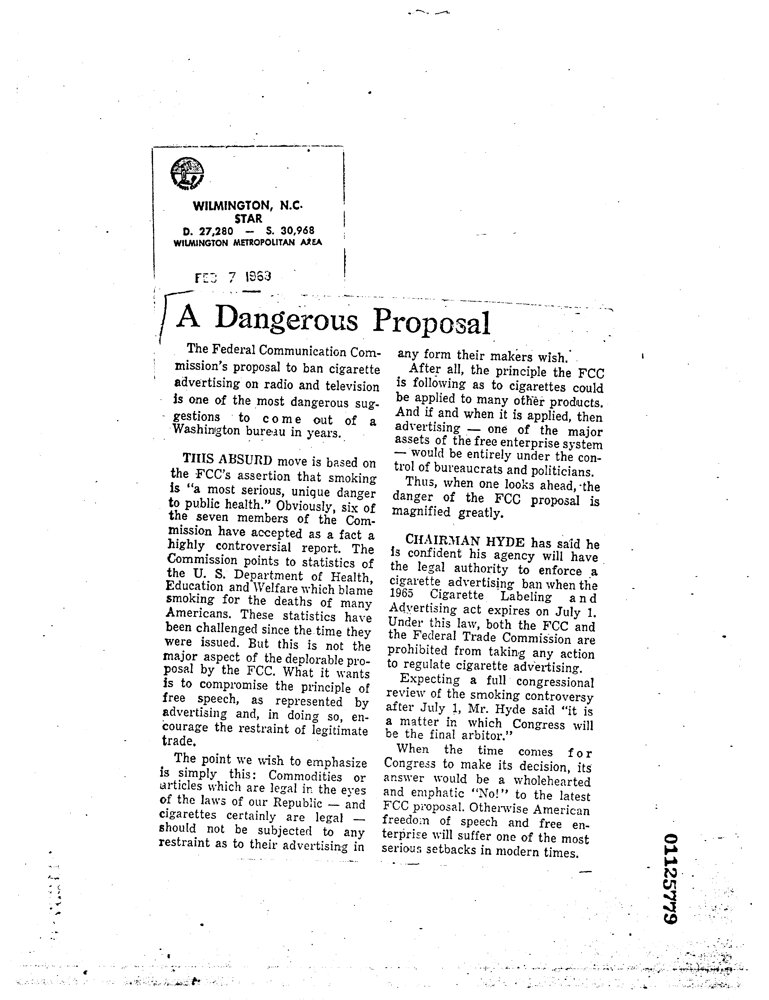 WILMINGTON, N.C.
STAR
D. 27,280 — S. 30,968
WILMINGTON METROPOLITAN AREA
FEB 7 1969
A Dangerous Proposal
The Federal Communication Com-
mission's proposal to ban cigarette
advertising on radio and television
is one of the most dangerous sug-
gestions to come out of a
Washington bureau in years.
THIS ABSURD move is based on
the FCC's assertion that smoking
is "a most serious, unique danger
to public health." Obviously, six of
the seven members of the Com-
mission have accepted as a fact a
highly controversial report. The
Commission points to statistics of
the U. S. Department of Health,
Education and Welfare which blame
smoking for the deaths of many
Americans. These statistics have
been challenged since the time they
were issued. But this is not the
major aspect of the deplorable pro-
posal by the FCC. What it wants
is to compromise the principle of
free speech, as represented by
advertising and, in doing so, en-
courage the restraint of legitimate
trade.
The point we wish to emphasize
is simply this: Commodities or
articles which are legal in the eyes
of the laws of our Republic — and
cigarettes certainly are legal —
should not be subjected to any
restraint as to their advertising in
any form their makers wish.
After all, the principle the FCC
is following as to cigarettes could
be applied to many other products.
And if and when it is applied, then
advertising — one of the major
assets of the free enterprise system
— would be entirely under the con-
trol of bureaucrats and politicians.
Thus, when one looks ahead, the
danger of the FCC proposal is
magnified greatly.
CHAIRMAN HYDE has said he
is confident his agency will have
the legal authority to enforce a
cigarette advertising ban when the
1965 Cigarette Labeling and
Advertising act expires on July 1.
Under this law, both the FCC and
the Federal Trade Commission are
prohibited from taking any action
to regulate cigarette advertising.
Expecting a full congressional
review of the smoking controversy
after July 1, Mr. Hyde said "it is
a matter in which Congress will
be the final arbitor."
When the time comes for
Congress to make its decision, its
answer would be a wholehearted
and emphatic "No!" to the latest
FCC proposal. Otherwise American
freedom of speech and free en-
terprise will suffer one of the most
serious setbacks in modern times.
01125779